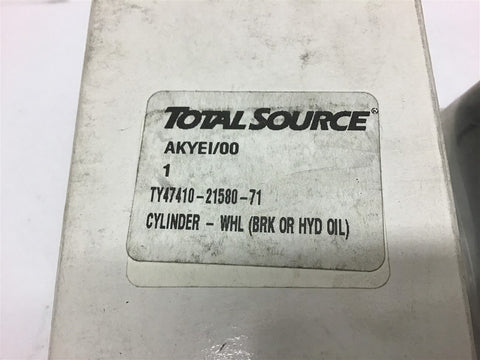 TOTAL SOURCE®
AKYEI/00
1
TY47410-21580-71
CYLINDER - WHL (BRK OR HYD OIL)